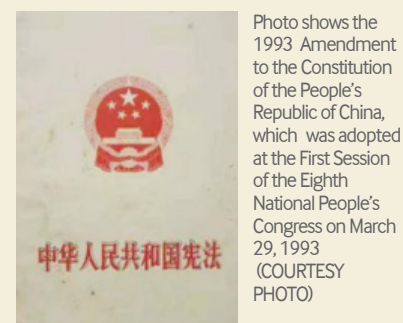 中华人民共和国宪法
Photo shows the
1993 Amendment
to the Constitution
of the People's
Republic of China,
which was adopted
at the First Session
of the Eighth
National People's
Congress on March
29, 1993
(COURTESY
PHOTO)